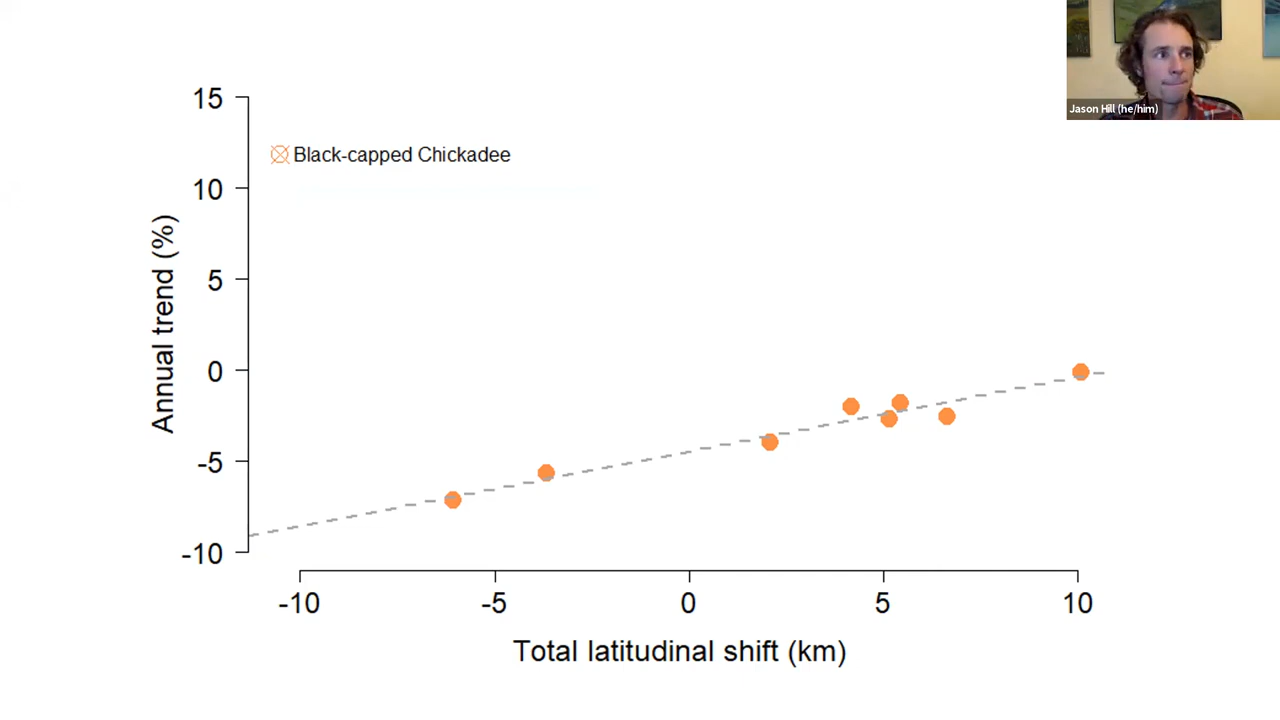 Jason Hill (he/him)
15
Black-capped Chickadee
10
5
0
-5
-10
Annual trend (%)
-10 -5 0 5 10
Total latitudinal shift (km)